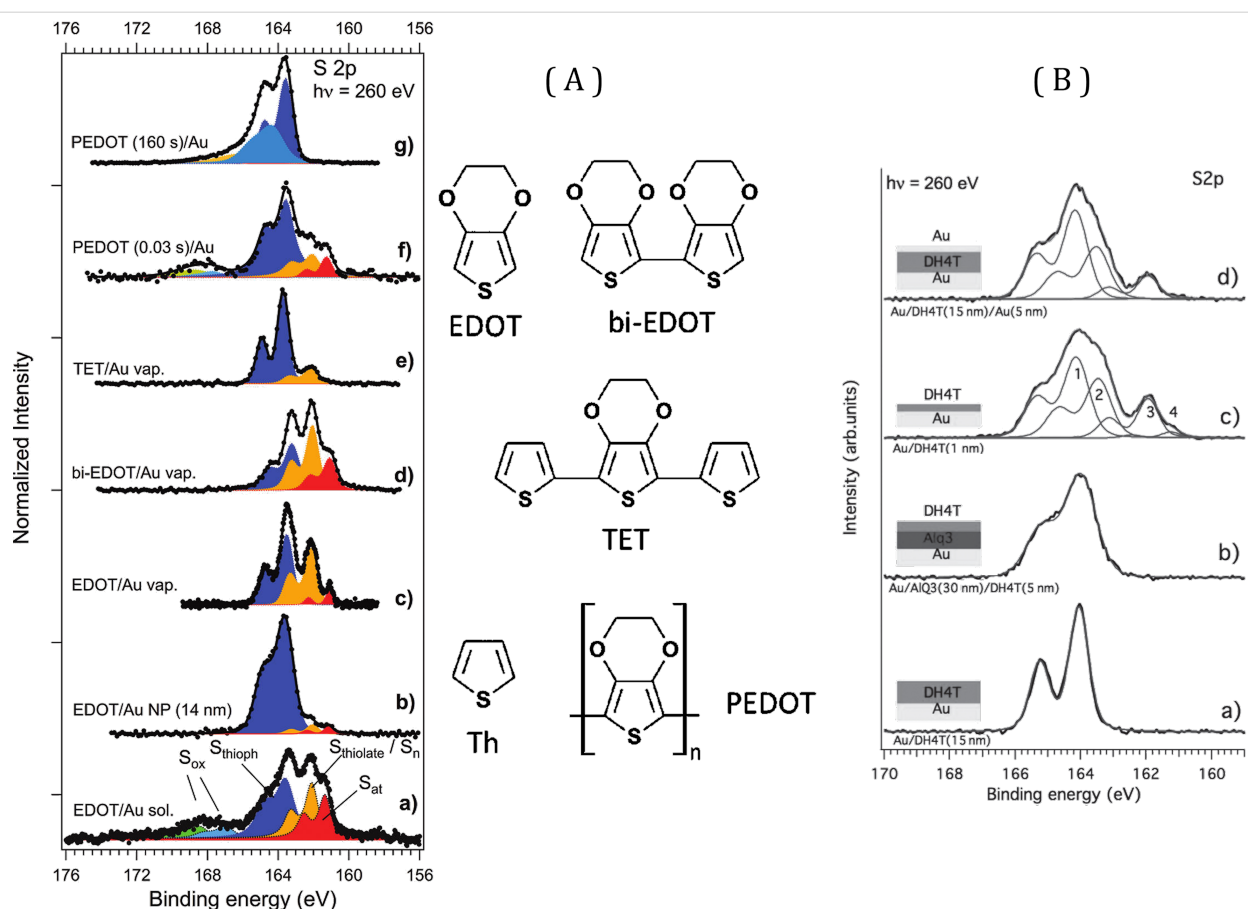 176 172 168 164 160 156
S 2p
hν = 260 eV
PEDOT (160 s)/Au
g)
PEDOT (0.03 s)/Au
f)
TET/Au vap.
e)
bi-EDOT/Au vap.
d)
EDOT/Au vap.
c)
EDOT/Au NP (14 nm)
b)
Sox
Sthioph
Sthiolate / Sn
Sat
EDOT/Au sol.
a)
176 172 168 164 160 156
Binding energy (eV)
Normalized Intensity
( A )
O O
S
EDOT
O O O O
S S
bi-EDOT
O O
S S S
TET
S
Th
O O
S
n
PEDOT
( B )
hν = 260 eV
S2p
Au
DH4T
Au
d)
Au/DH4T(15 nm)/Au(5 nm)
1
2
3
4
DH4T
Au
c)
Au/DH4T(1 nm)
DH4T
Alq3
Au
b)
Au/AlQ3(30 nm)/DH4T(5 nm)
DH4T
Au
a)
Au/DH4T(15nm)
170 168 166 164 162 160
Binding energy (eV)
Intensity (arb.units)